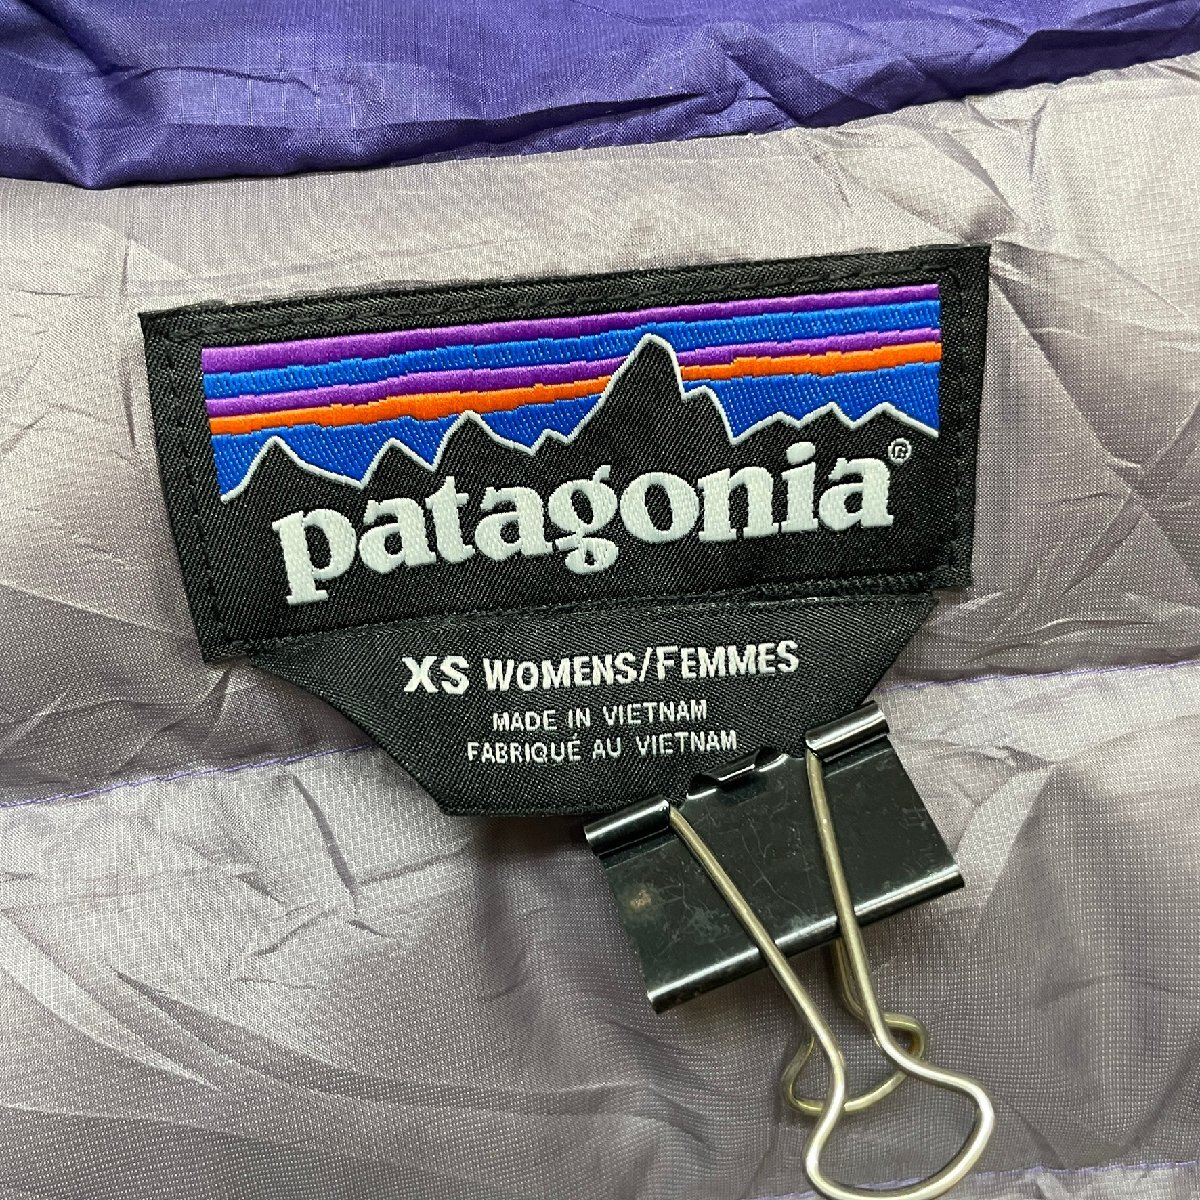 patagonia®
XS WOMENS/FEMMES
MADE IN VIETNAM
FABRIQUÉ AU VIETNAM